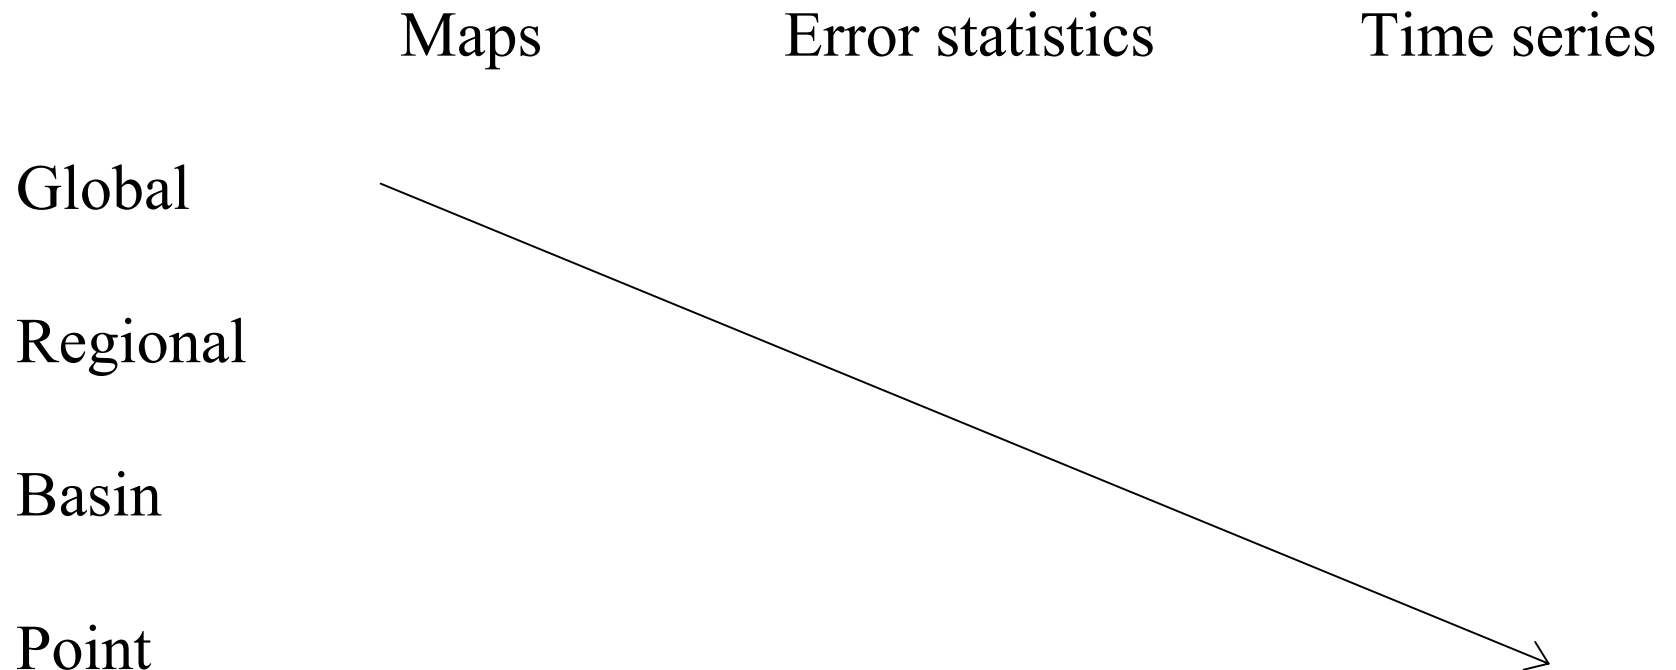 Maps Error statistics Time series
Global
Regional
Basin
Point